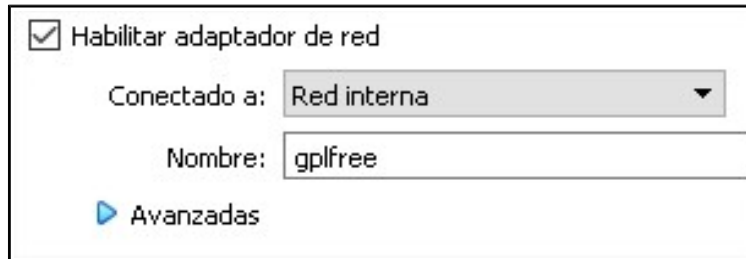 Habilitar adaptador de red
Conectado a: Red interna
Nombre: gplfree
Avanzadas